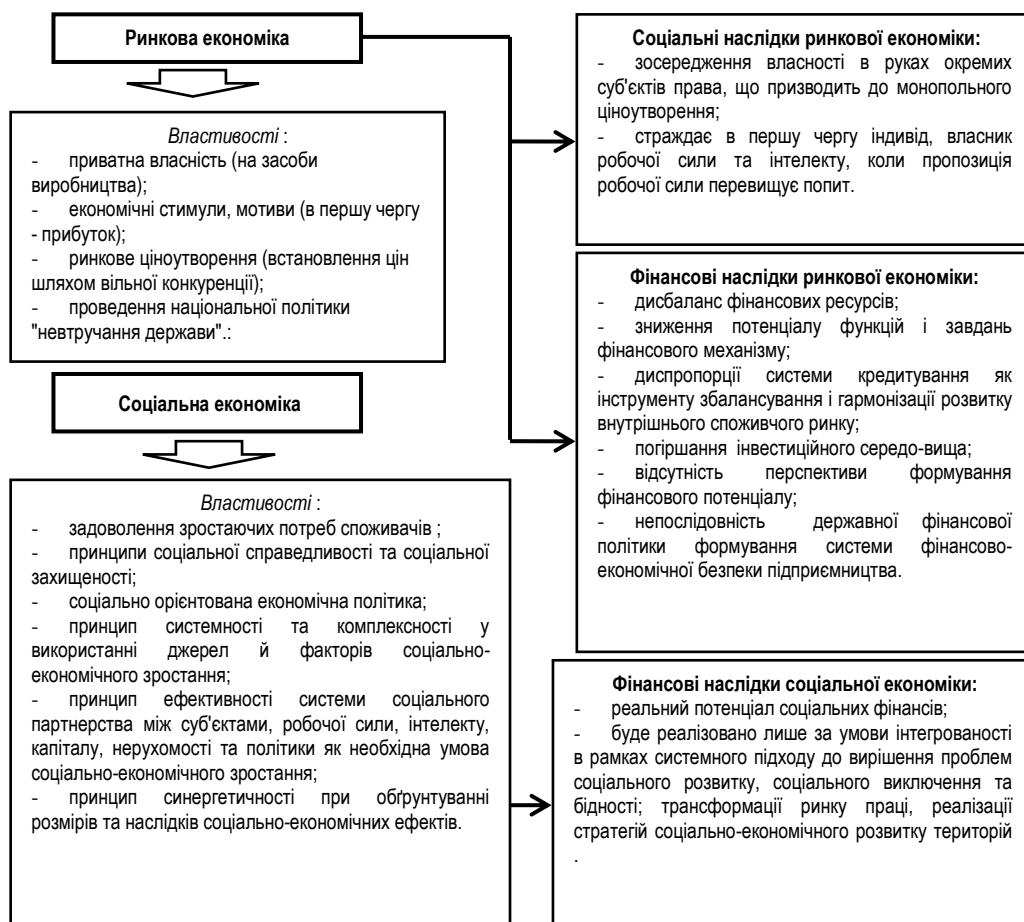 Ринкова економіка
Властивості :
- приватна власність (на засоби
виробництва);
- економічні стимули, мотиви (в першу чергу
- прибуток);
- ринкове ціноутворення (встановлення цін
шляхом вільної конкуренції);
- проведення національної політики
"невтручання держави".:
Соціальні наслідки ринкової економіки:
- зосередження власності в руках окремих
суб'єктів права, що призводить до монопольного
ціноутворення;
- страждає в першу чергу індивід, власник
робочої сили та інтелекту, коли пропозиція
робочої сили перевищує попит.
Фінансові наслідки ринкової економіки:
- дисбаланс фінансових ресурсів;
- зниження потенціалу функцій і завдань
фінансового механізму;
- диспропорції системи кредитування як
інструменту збалансування і гармонізації розвитку
внутрішнього споживчого ринку;
- погіршання інвестиційного середо-вища;
- відсутність перспективи формування
фінансового потенціалу;
- непослідовність державної фінансової
політики формування системи фінансово-
економічної безпеки підприємництва.
Соціальна економіка
Властивості :
- задоволення зростаючих потреб споживачів ;
- принципи соціальної справедливості та соціальної
захищеності;
- соціально орієнтована економічна політика;
- принцип системності та комплексності у
використанні джерел й факторів соціально-
економічного зростання;
- принцип ефективності системи соціального
партнерства між суб'єктами, робочої сили, інтелекту,
капіталу, нерухомості та політики як необхідна умова
соціально-економічного зростання;
- принцип синергетичності при обґрунтуванні
розмірів та наслідків соціально-економічних ефектів.
Фінансові наслідки соціальної економіки:
- реальний потенціал соціальних фінансів;
- буде реалізовано лише за умови інтегрованості
в рамках системного підходу до вирішення проблем
соціального розвитку, соціального виключення та
бідності; трансформації ринку праці, реалізації
стратегій соціально-економічного розвитку територій
.